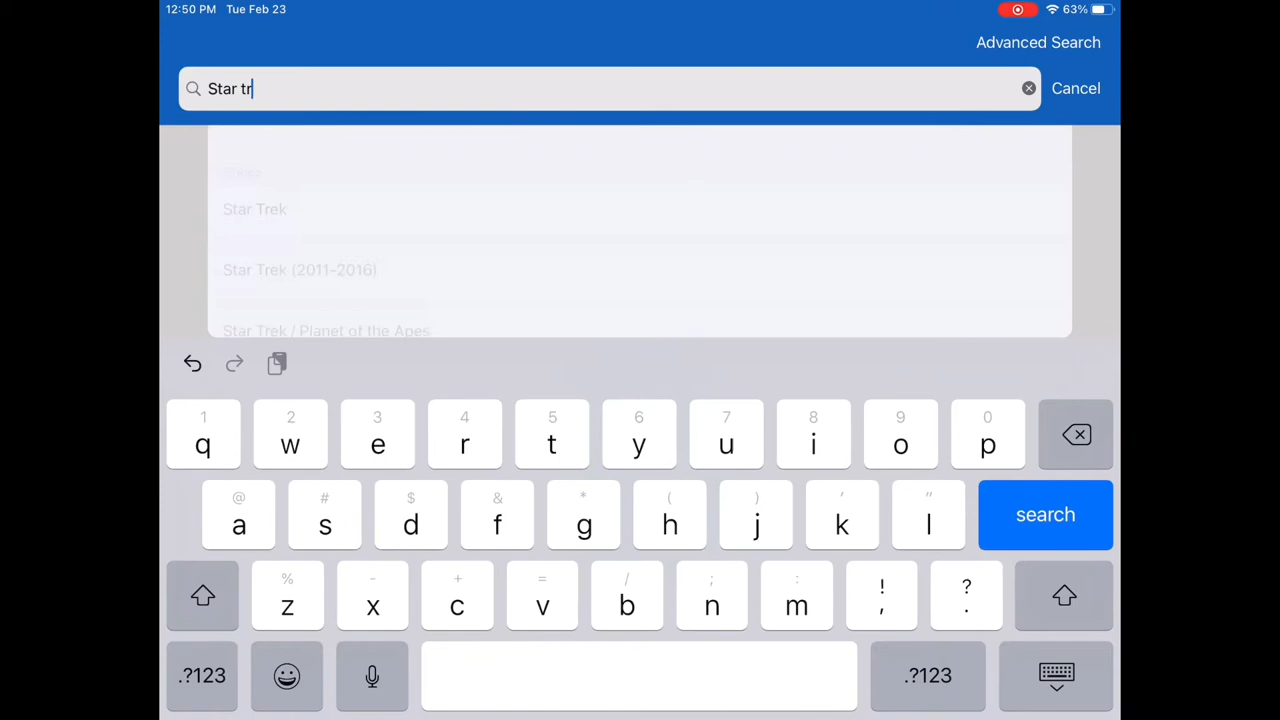 12:50 PM Tue Feb 23 63%
Advanced Search
Star tr Cancel
Star Trek
Star Trek (2011-2016)
Star Trek / Planet of the Apes
1 2 3 4 5 6 7 8 9 0
q w e r t y u i o p
@ # $ & * ( ) ' "
a s d f g h j k l search
% - + = / ; : ! ?
z x c v b n m , .
.?123 .?123